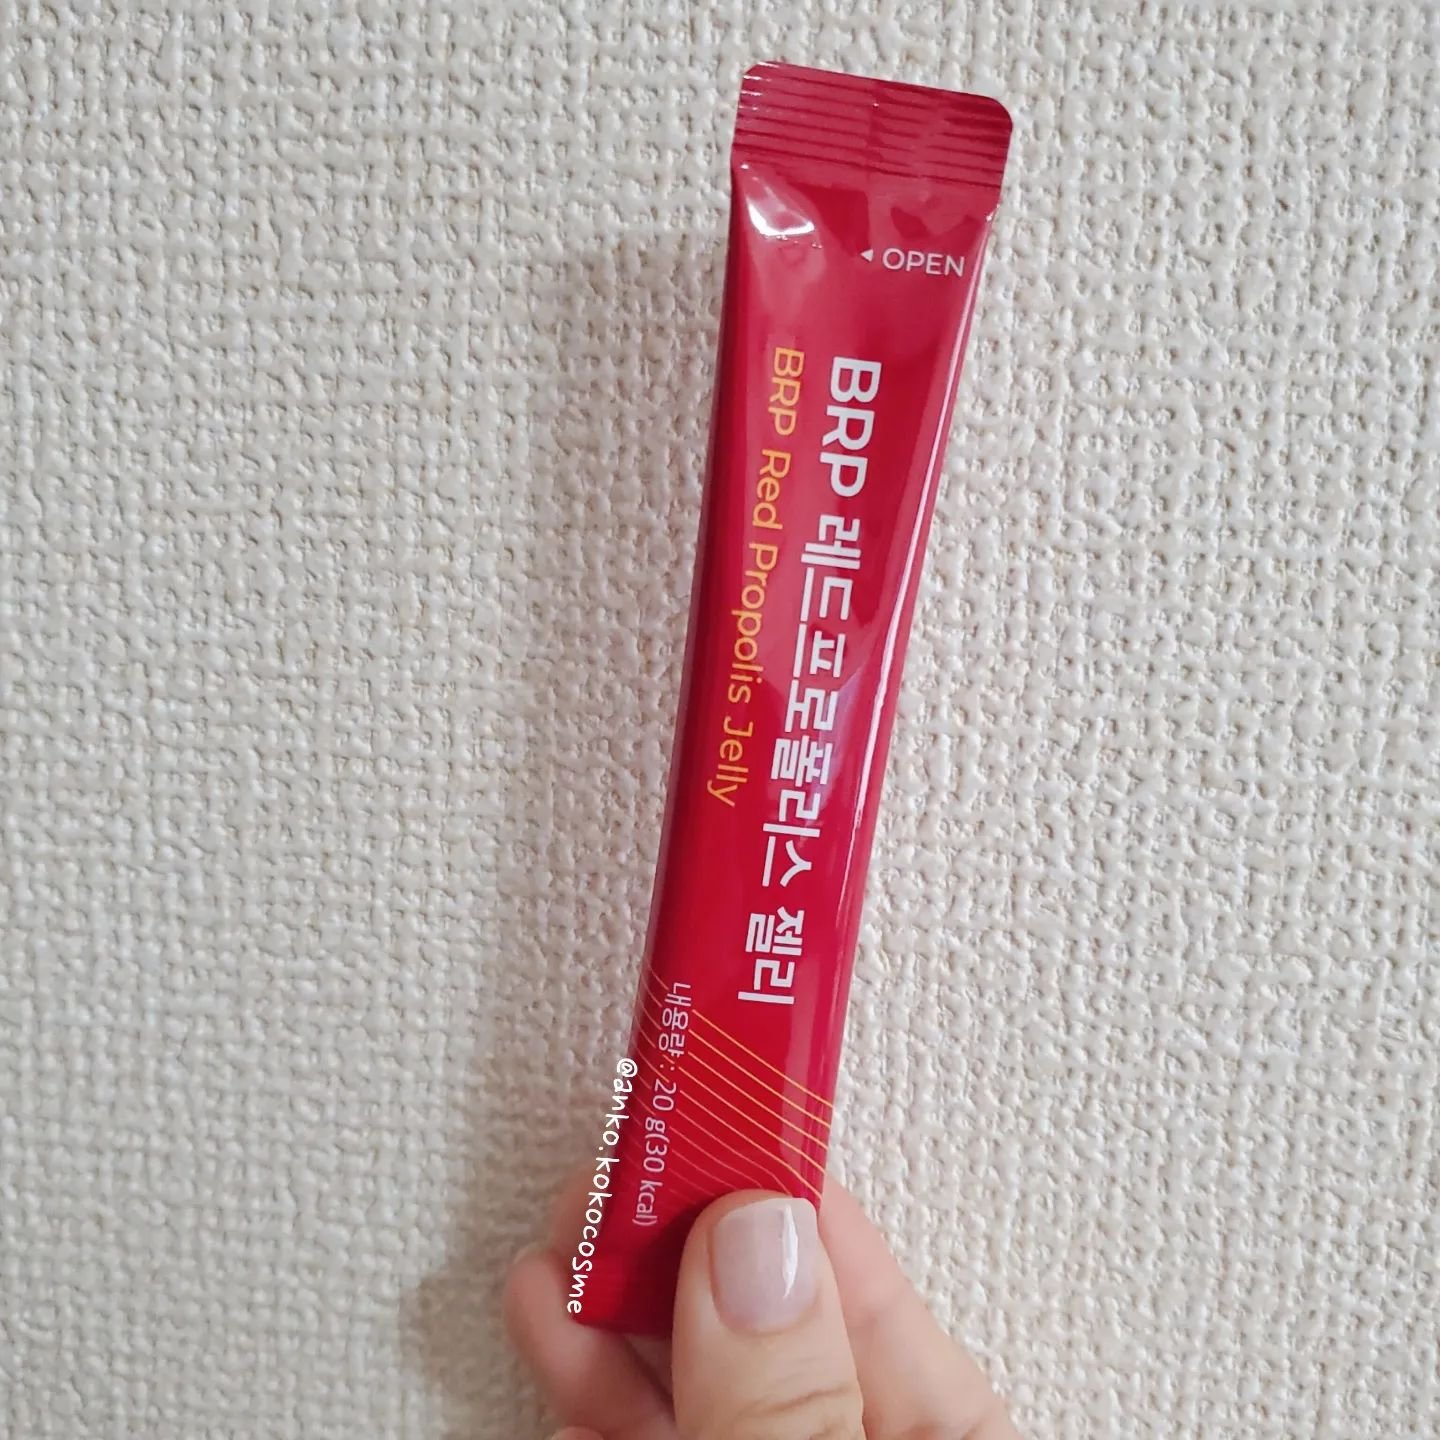 ◂ OPEN
BRP 레드프로폴리스 젤리
BRP Red Propolis Jelly
내용량 : 20 g(30 kcal)
@anko.kokocosme